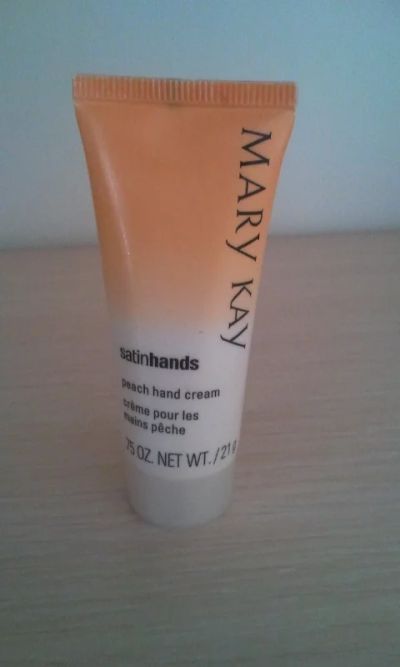 MARY KAY
satinhands
peach hand cream
crème pour les
mains pêche
.75 OZ. NET WT./21 g